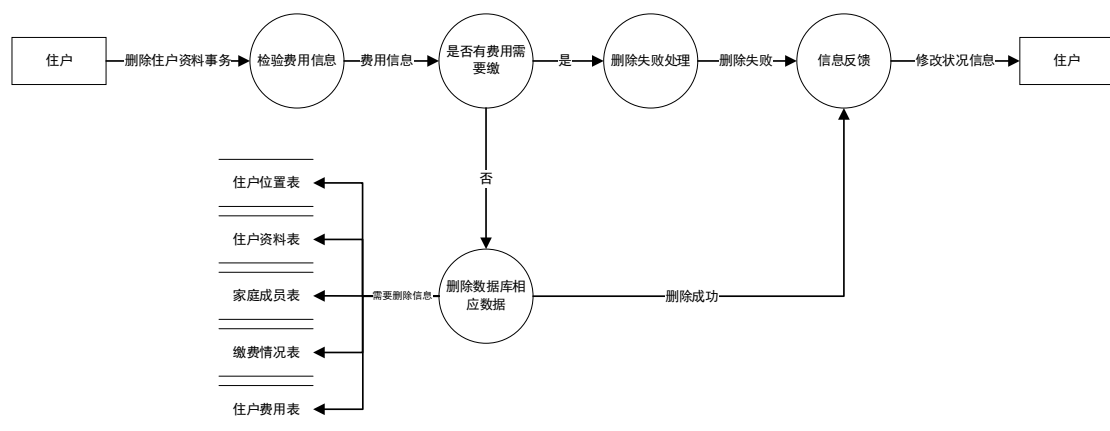 住户
删除住户资料事务
检验费用信息
费用信息
是否有费用需
要缴
是
删除失败处理
删除失败
信息反馈
修改状况信息
住户
否
住户位置表
住户资料表
家庭成员表
缴费情况表
住户费用表
需要删除信息
删除数据库相
应数据
删除成功